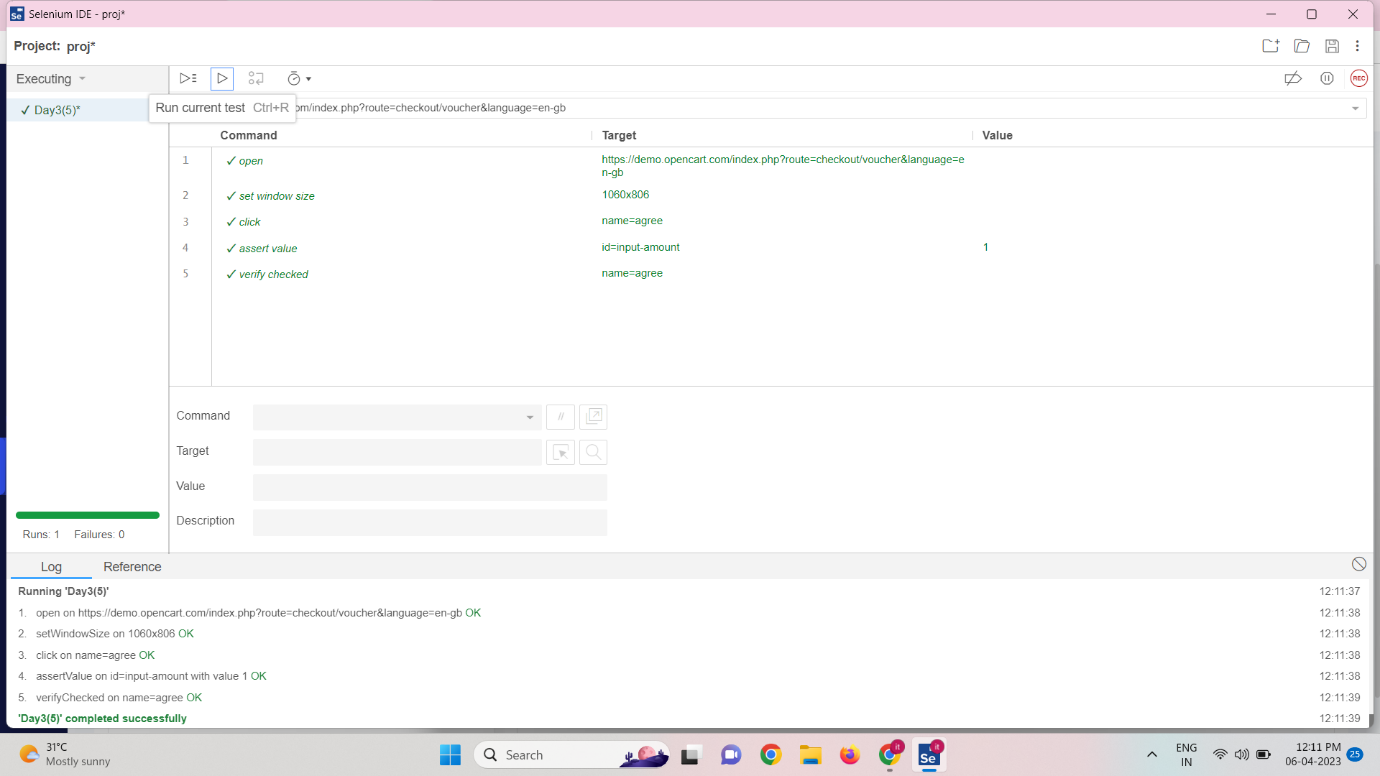 Selenium IDE - proj*
Project: proj*
Executing
✓ Day3(5)*
Run current test Ctrl+R
om/index.php?route=checkout/voucher&language=en-gb
REC
Command Target Value
1 ✓ open https://demo.opencart.com/index.php?route=checkout/voucher&language=e
n-gb
2 ✓ set window size 1060x806
3 ✓ click name=agree
4 ✓ assert value id=input-amount 1
5 ✓ verify checked name=agree
Command //
Target
Value
Description
Runs: 1 Failures: 0
Log Reference
Running 'Day3(5)' 12:11:37
1. open on https://demo.opencart.com/index.php?route=checkout/voucher&language=en-gb OK 12:11:38
2. setWindowSize on 1060x806 OK 12:11:38
3. click on name=agree OK 12:11:38
4. assertValue on id=input-amount with value 1 OK 12:11:38
5. verifyChecked on name=agree OK 12:11:39
'Day3(5)' completed successfully 12:11:39
31°C
Mostly sunny
Search
it
Se
it
ENG
IN
12:11 PM
06-04-2023
25